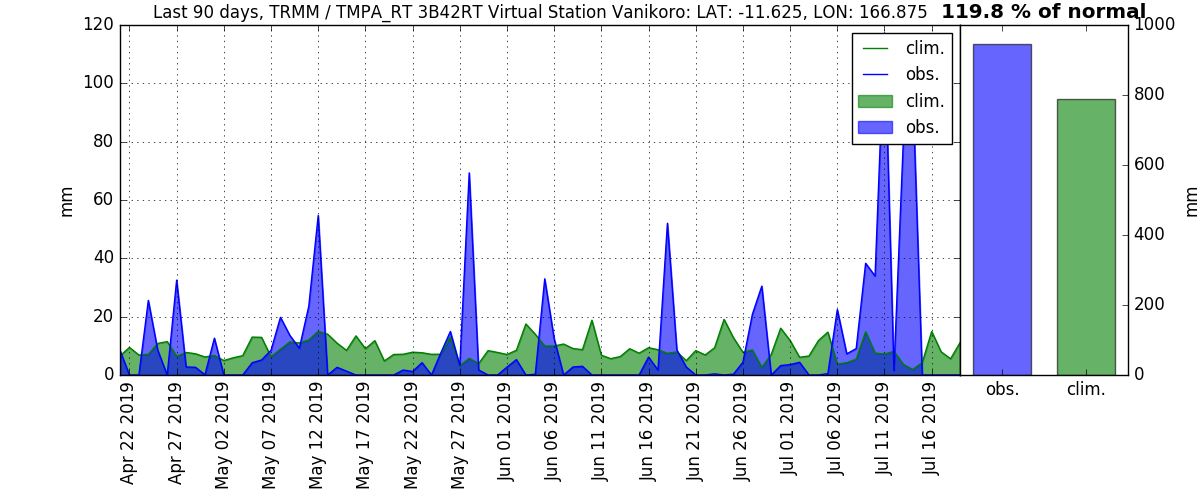 Last 90 days, TRMM / TMPA_RT 3B42RT Virtual Station Vanikoro: LAT: -11.625, LON: 166.875 119.8 % of normal
120
100
80
60
40
20
0
mm
clim.
obs.
clim.
obs.
1000
800
600
400
200
0
mm
obs.
clim.
Apr 22 2019
Apr 27 2019
May 02 2019
May 07 2019
May 12 2019
May 17 2019
May 22 2019
May 27 2019
Jun 01 2019
Jun 06 2019
Jun 11 2019
Jun 16 2019
Jun 21 2019
Jun 26 2019
Jul 01 2019
Jul 06 2019
Jul 11 2019
Jul 16 2019